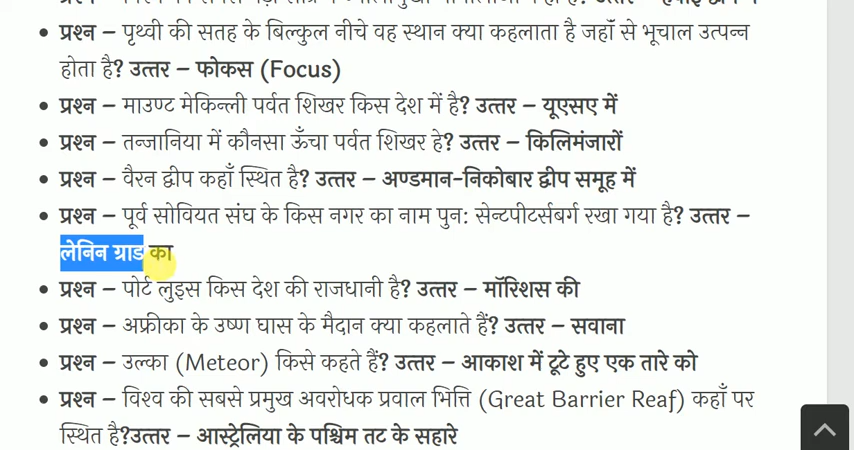 प्रश्न – पृथ्वी की सतह के बिल्कुल नीचे वह स्थान क्या कहलाता है जहाँ से भूचाल उत्पन्न
होता है? उत्तर – फोकस (Focus)
प्रश्न – माउण्ट मेकिन्ली पर्वत शिखर किस देश में है? उत्तर – यूएसए में
प्रश्न – तन्जानिया में कौनसा ऊँचा पर्वत शिखर हे? उत्तर – किलिमंजारों
प्रश्न – वैरन द्वीप कहाँ स्थित है? उत्तर – अण्डमान-निकोबार द्वीप समूह में
प्रश्न – पूर्व सोवियत संघ के किस नगर का नाम पुन: सेन्टपीटर्सबर्ग रखा गया है? उत्तर –
लेनिन ग्राड का
प्रश्न – पोर्ट लुइस किस देश की राजधानी है? उत्तर – मॉरिशस की
प्रश्न – अफ्रीका के उष्ण घास के मैदान क्या कहलाते हैं? उत्तर – सवाना
प्रश्न – उल्का (Meteor) किसे कहते हैं? उत्तर – आकाश में टूटे हुए एक तारे को
प्रश्न – विश्व की सबसे प्रमुख अवरोधक प्रवाल भित्ति (Great Barrier Reaf) कहाँ पर
स्थित है?उत्तर – आस्ट्रेलिया के पश्चिम तट के सहारे